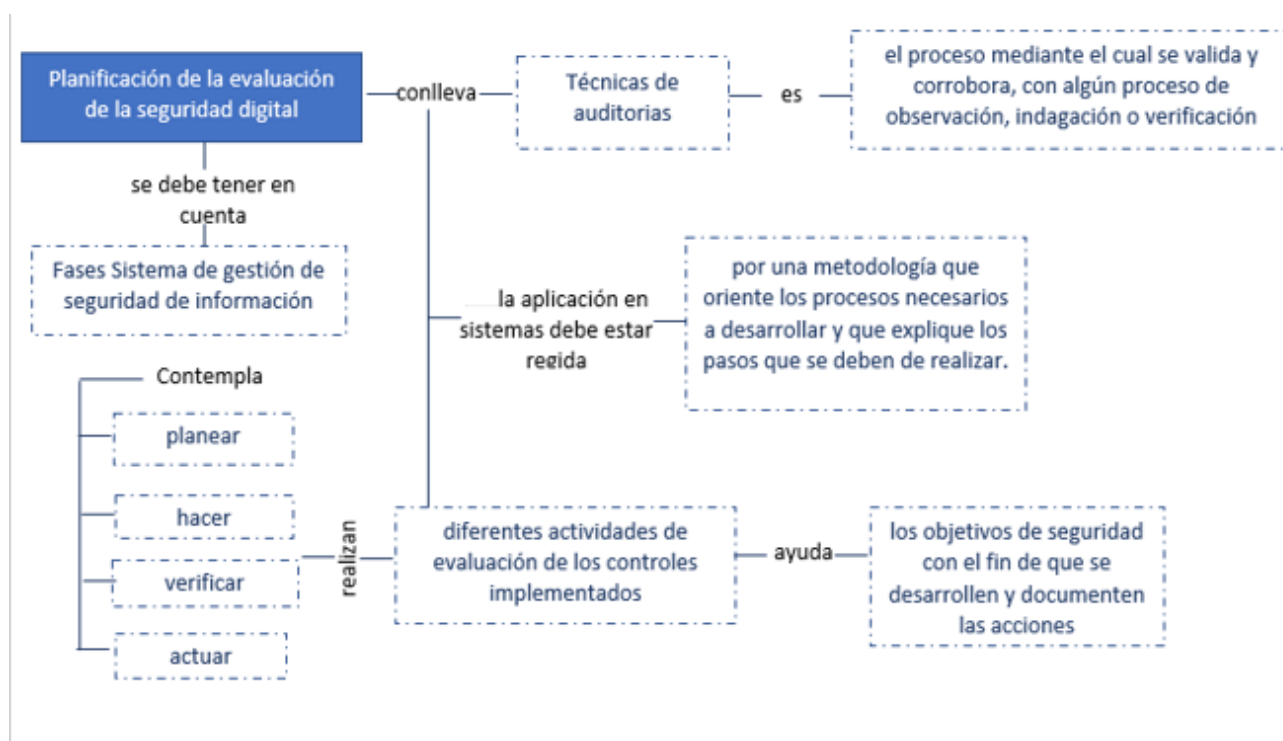 Planificación de la evaluación
de la seguridad digital
conlleva
Técnicas de
auditorias
es
el proceso mediante el cual se valida y
corrobora, con algún proceso de
observación, indagación o verificación
se debe tener en
cuenta
Fases Sistema de gestión de
seguridad de información
la aplicación en
sistemas debe estar
regida
por una metodología que
oriente los procesos necesarios
a desarrollar y que explique los
pasos que se deben de realizar.
Contempla
planear
hacer
verificar
actuar
realizan
diferentes actividades de
evaluación de los controles
implementados
ayuda
los objetivos de seguridad
con el fin de que se
desarrollen y documenten
las acciones